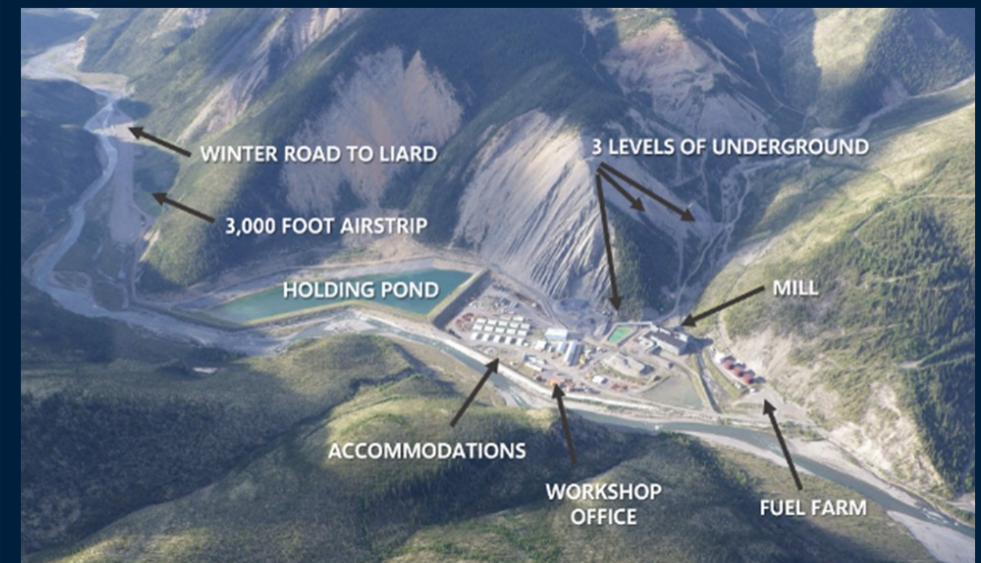 3 LEVELS OF UNDERGROUND
WINTER ROAD TO LIARD
3,000 FOOT AIRSTRIP
HOLDING POND
MILL
ACCOMMODATIONS
WORKSHOP
OFFICE
FUEL FARM